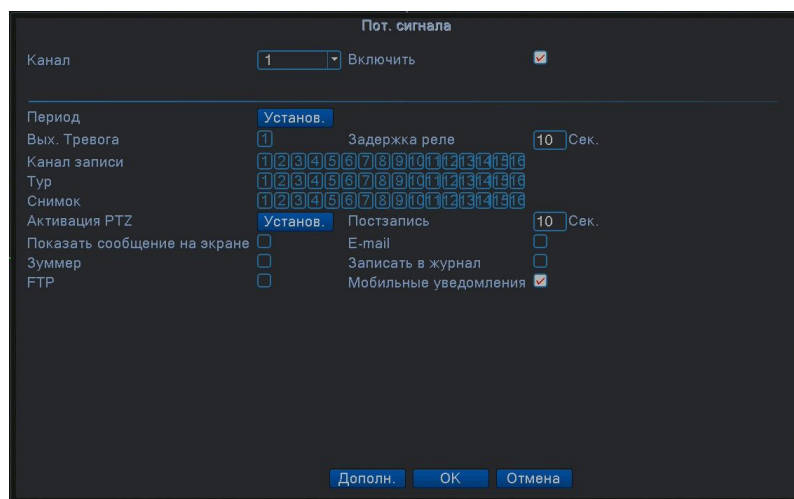 Пот. сигнала
Канал 1 Включить
Период Установ.
Вых. Тревога 1 Задержка реле 10 Сек.
Канал записи 1 2 3 4 5 6 7 8 9 10 11 12 13 14 15 16
Тур 1 2 3 4 5 6 7 8 9 10 11 12 13 14 15 16
Снимок 1 2 3 4 5 6 7 8 9 10 11 12 13 14 15 16
Активация PTZ Установ. Постзапись 10 Сек.
Показать сообщение на экране E-mail
Зуммер Записать в журнал
FTP Мобильные уведомления
Дополн. OK Отмена